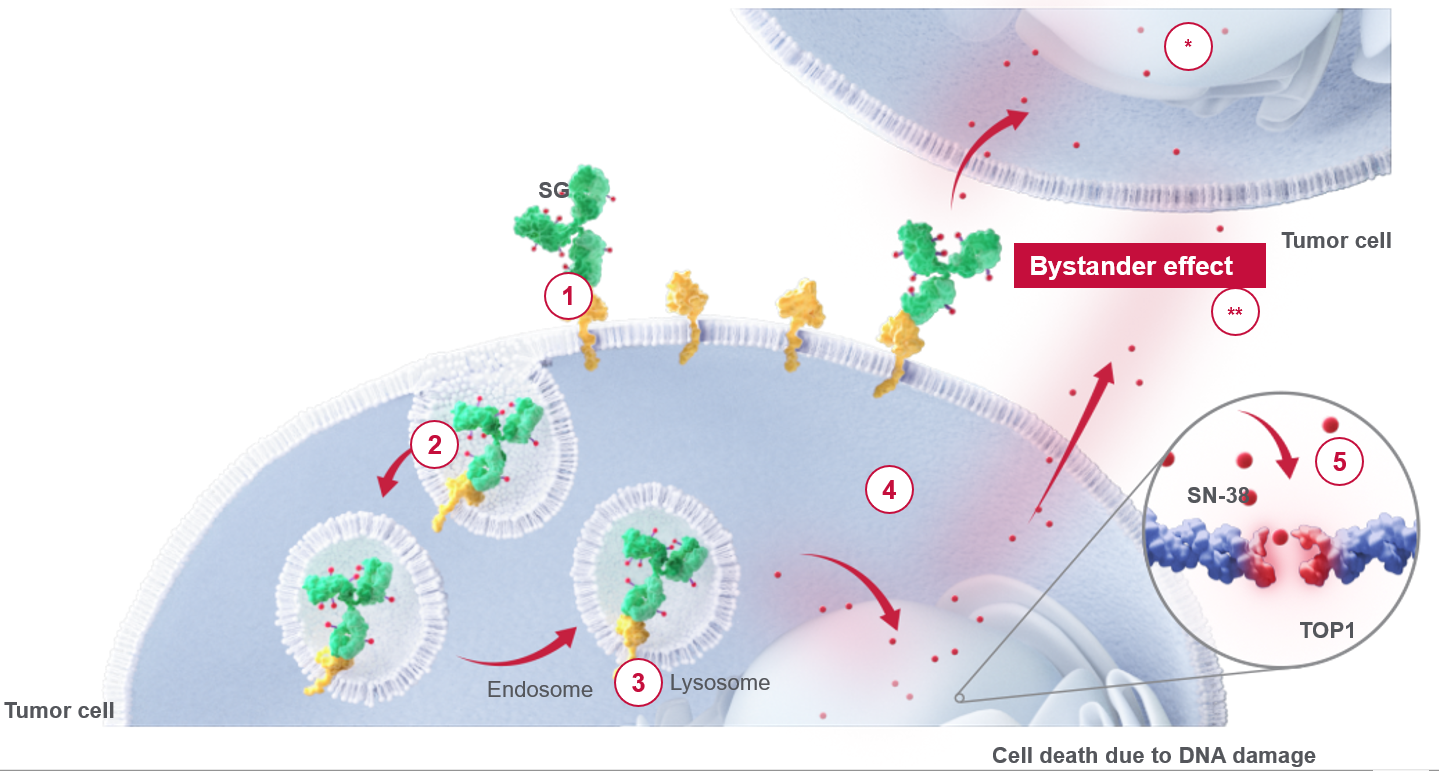 *
SG
Tumor cell
Bystander effect
1
**
2
5
4
SN-38
TOP1
3
Lysosome
Endosome
Tumor cell
Cell death due to DNA damage